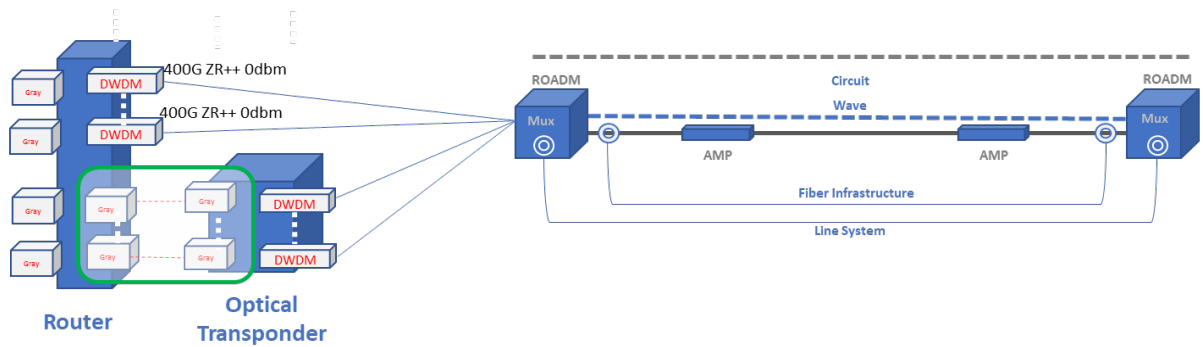 400G ZR++ 0dbm
DWDM
Gray
400G ZR++ 0dbm
DWDM
Gray
Gray
Gray
Gray
DWDM
Gray
Gray
Gray
DWDM
Router
Optical
Transponder
ROADM
Mux
Circuit
Wave
AMP
AMP
ROADM
Mux
Fiber Infrastructure
Line System